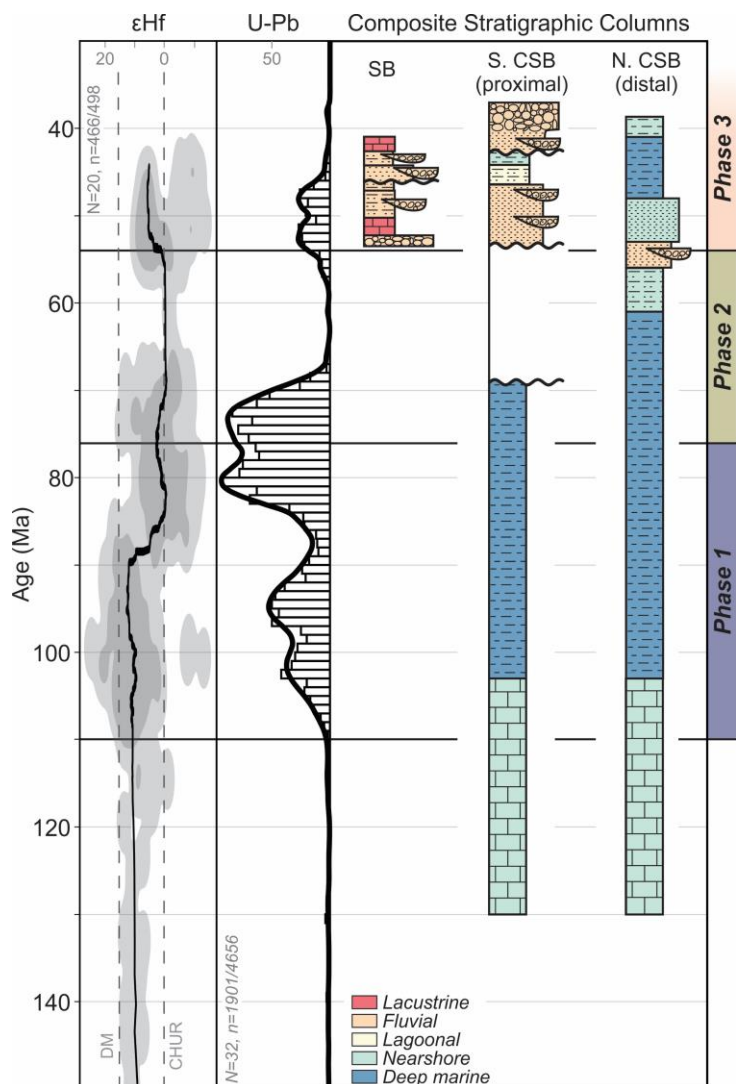 εHf
U-Pb
Composite Stratigraphic Columns
20
0
50
SB
S. CSB
(proximal)
N. CSB
(distal)
N=20, n=466/498
40
60
80
100
120
140
Age (Ma)
Phase 3
Phase 2
Phase 1
DM
CHUR
N=32, n=1901/4656
Lacustrine
Fluvial
Lagoonal
Nearshore
Deep marine